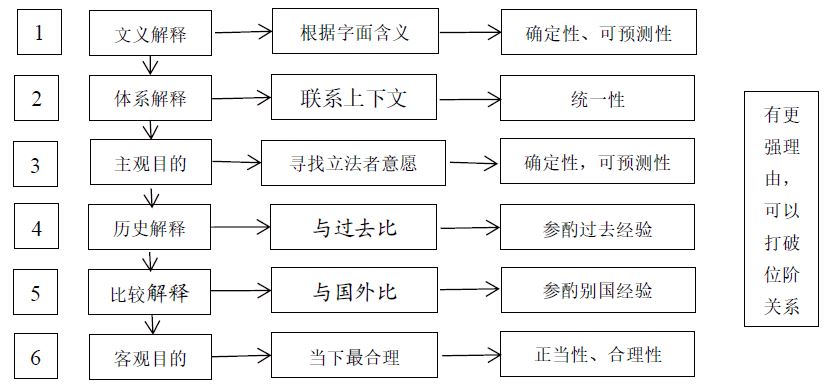 1 文义解释 根据字面含义 确定性、可预测性
2 体系解释 联系上下文 统一性
3 主观目的 寻找立法者意愿 确定性，可预测性
4 历史解释 与过去比 参酌过去经验
5 比较解释 与国外比 参酌别国经验
6 客观目的 当下最合理 正当性、合理性
有更
强理
由，
可以
打破
位阶
关系